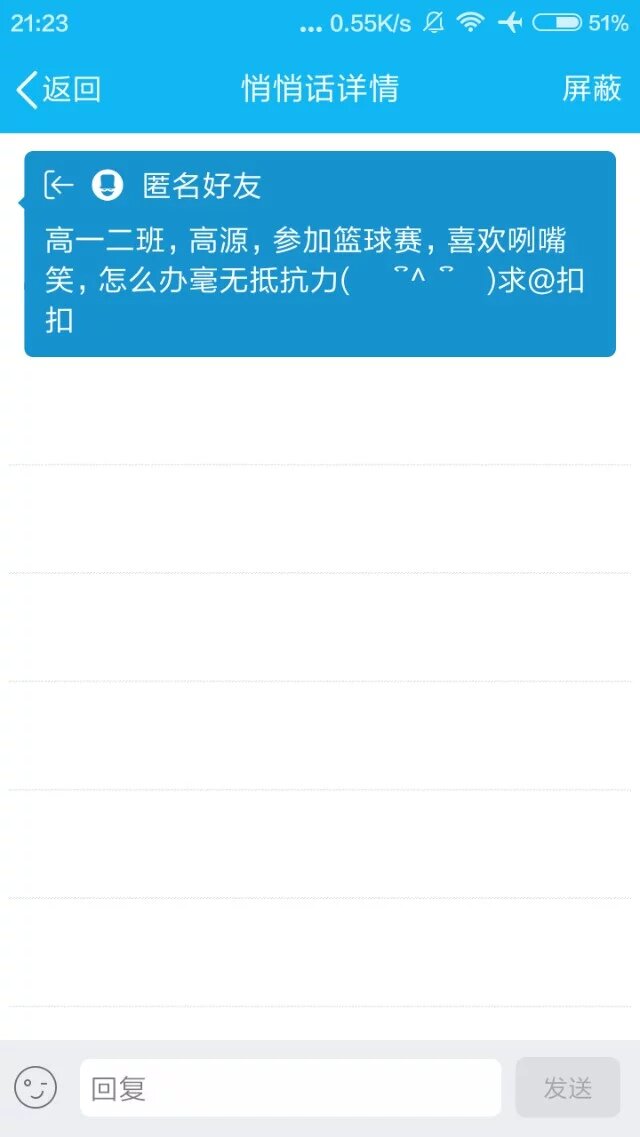 21:23 ... 0.55K/s 51%
返回 悄悄话详情 屏蔽
匿名好友
高一二班，高源，参加篮球赛，喜欢咧嘴
笑，怎么办毫无抵抗力( ՞^ ՞ )求@扣
扣
回复 发送